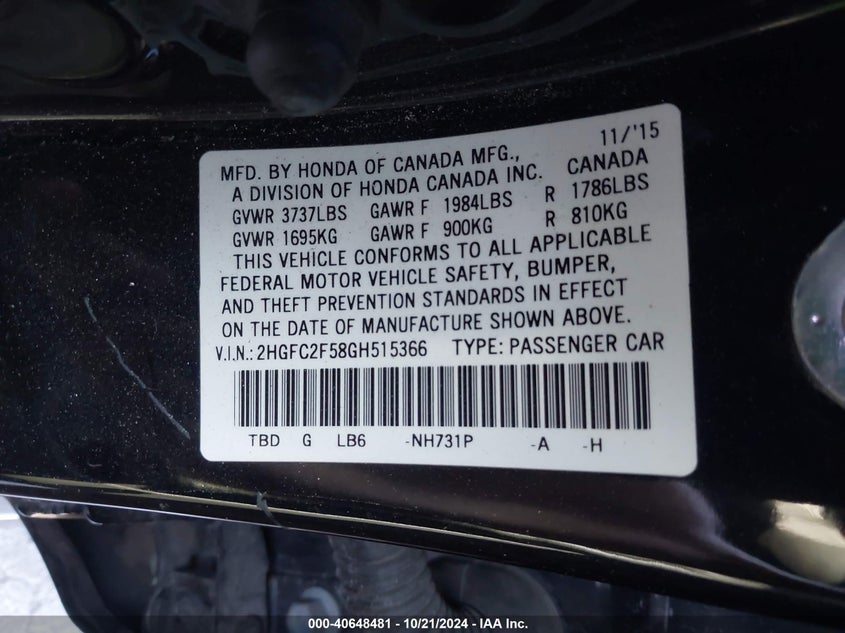 11/'15
MFD. BY HONDA OF CANADA MFG., CANADA
A DIVISION OF HONDA CANADA INC.
GVWR 3737LBS GAWR F 1984LBS R 1786LBS
GVWR 1695KG GAWR F 900KG R 810KG
THIS VEHICLE CONFORMS TO ALL APPLICABLE
FEDERAL MOTOR VEHICLE SAFETY, BUMPER,
AND THEFT PREVENTION STANDARDS IN EFFECT
ON THE DATE OF MANUFACTURE SHOWN ABOVE.
V.I.N.: 2HGFC2F58GH515366 TYPE: PASSENGER CAR
TBD G LB6 -NH731P -A -H
000-40648481 - 10/21/2024 - IAA Inc.